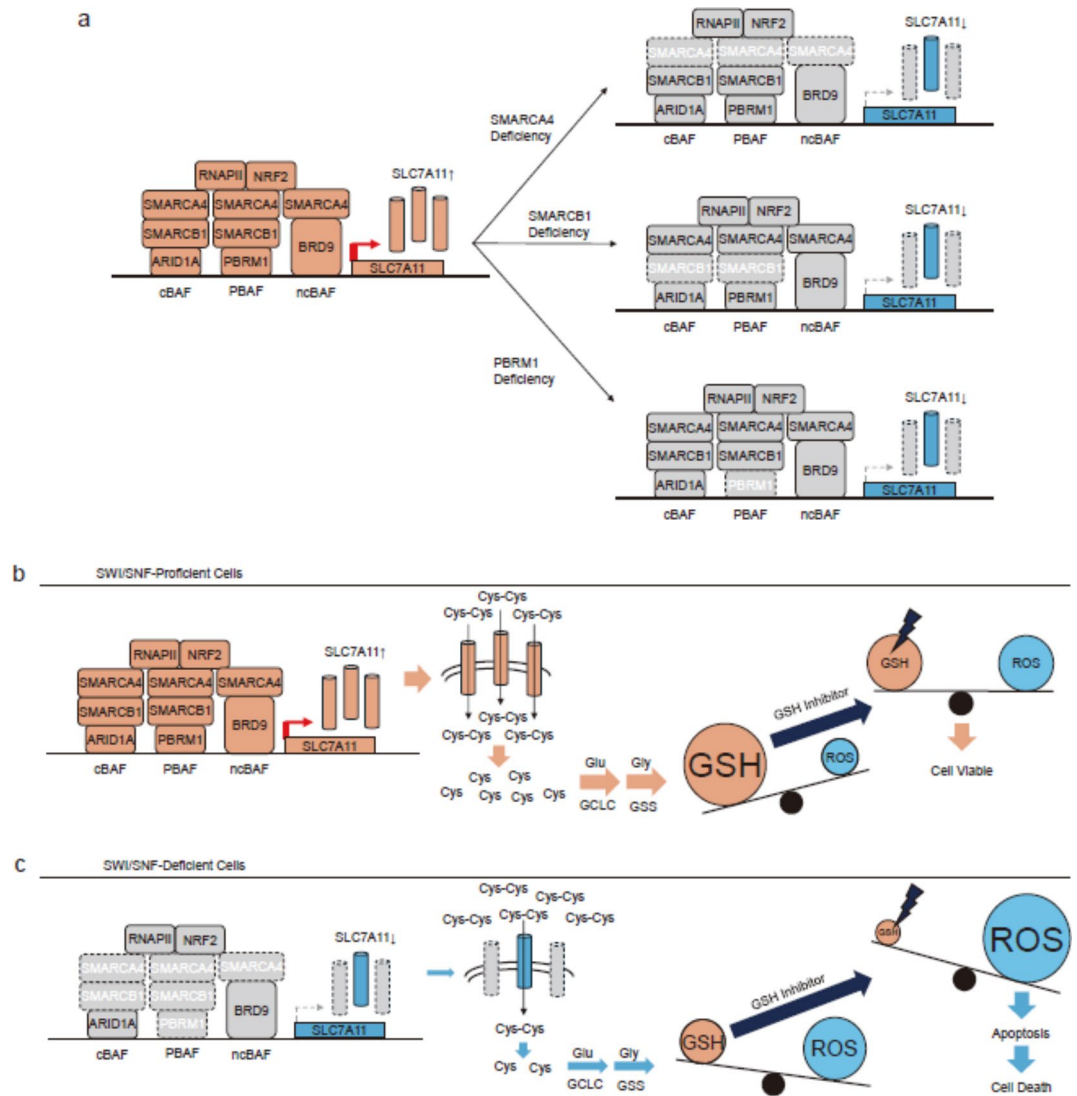 a
RNAPII NRF2
SMARCA4 SMARCA4 SMARCA4
SMARCB1 SMARCB1
BRD9
ARID1A PBRM1
SLC7A11↑
SLC7A11
cBAF PBAF ncBAF
SMARCA4
Deficiency
RNAPII NRF2
SMARCA4 SMARCA4 SMARCA4
SMARCB1 SMARCB1
BRD9
ARID1A PBRM1
SLC7A11↓
SLC7A11
cBAF PBAF ncBAF
SMARCB1
Deficiency
RNAPII NRF2
SMARCA4 SMARCA4 SMARCA4
SMARCB1 SMARCB1
BRD9
ARID1A PBRM1
SLC7A11↓
SLC7A11
cBAF PBAF ncBAF
PBRM1
Deficiency
RNAPII NRF2
SMARCA4 SMARCA4 SMARCA4
SMARCB1 SMARCB1
BRD9
ARID1A PBRM1
SLC7A11↓
SLC7A11
cBAF PBAF ncBAF
b
SWI/SNF-Proficient Cells
RNAPII NRF2
SMARCA4 SMARCA4 SMARCA4
SMARCB1 SMARCB1
BRD9
ARID1A PBRM1
SLC7A11↑
SLC7A11
cBAF PBAF ncBAF
Cys-Cys
Cys-Cys Cys-Cys
Cys-Cys
Cys-Cys Cys-Cys
Cys Cys
Cys Cys Cys Cys
Glu Gly
GCLC GSS
GSH ROS
GSH Inhibitor
GSH ROS
Cell Viable
c
SWI/SNF-Deficient Cells
RNAPII NRF2
SMARCA4 SMARCA4 SMARCA4
SMARCB1 SMARCB1
BRD9
ARID1A PBRM1
SLC7A11↓
SLC7A11
cBAF PBAF ncBAF
Cys-Cys Cys-Cys
Cys-Cys Cys-Cys Cys-Cys
Cys-Cys
Cys Cys
Glu Gly
GCLC GSS
GSH ROS
GSH Inhibitor
GSH ROS
Apoptosis
Cell Death